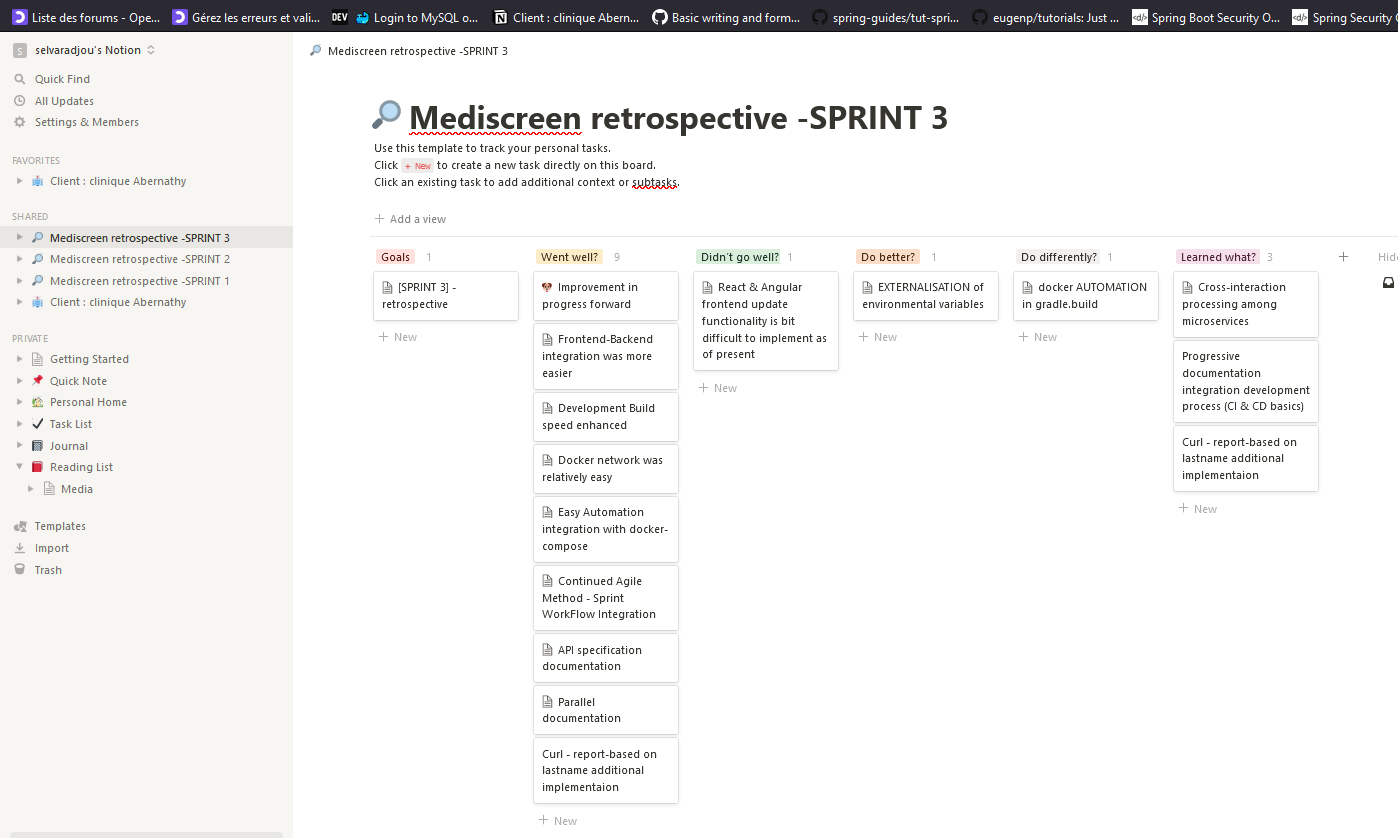 Liste des forums - Ope...
Gérez les erreurs et vali...
DEV
Login to MySQL o...
Client : clinique Abern...
Basic writing and form...
spring-guides/tut-spri...
eugenp/tutorials: Just ...
Spring Boot Security O...
Spring Security
S
selvaradjou's Notion
Quick Find
All Updates
Settings & Members
FAVORITES
Client : clinique Abernathy
SHARED
Mediscreen retrospective -SPRINT 3
Mediscreen retrospective -SPRINT 2
Mediscreen retrospective -SPRINT 1
Client : clinique Abernathy
PRIVATE
Getting Started
Quick Note
Personal Home
Task List
Journal
Reading List
Media
Templates
Import
Trash
Mediscreen retrospective -SPRINT 3
Mediscreen retrospective -SPRINT 3
Use this template to track your personal tasks.
Click + New to create a new task directly on this board.
Click an existing task to add additional context or subtasks.
+ Add a view
Goals 1
[SPRINT 3] -
retrospective
+ New
Went well? 9
Improvement in
progress forward
Frontend-Backend
integration was more
easier
Development Build
speed enhanced
Docker network was
relatively easy
Easy Automation
integration with docker-
compose
Continued Agile
Method - Sprint
WorkFlow Integration
API specification
documentation
Parallel
documentation
Curl - report-based on
lastname additional
implementaion
+ New
Didn't go well? 1
React & Angular
frontend update
functionality is bit
difficult to implement as
of present
+ New
Do better? 1
EXTERNALISATION of
environmental variables
+ New
Do differently? 1
docker AUTOMATION
in gradle.build
+ New
Learned what? 3
Cross-interaction
processing among
microservices
Progressive
documentation
integration development
process (CI & CD basics)
Curl - report-based on
lastname additional
implementaion
+ New
+